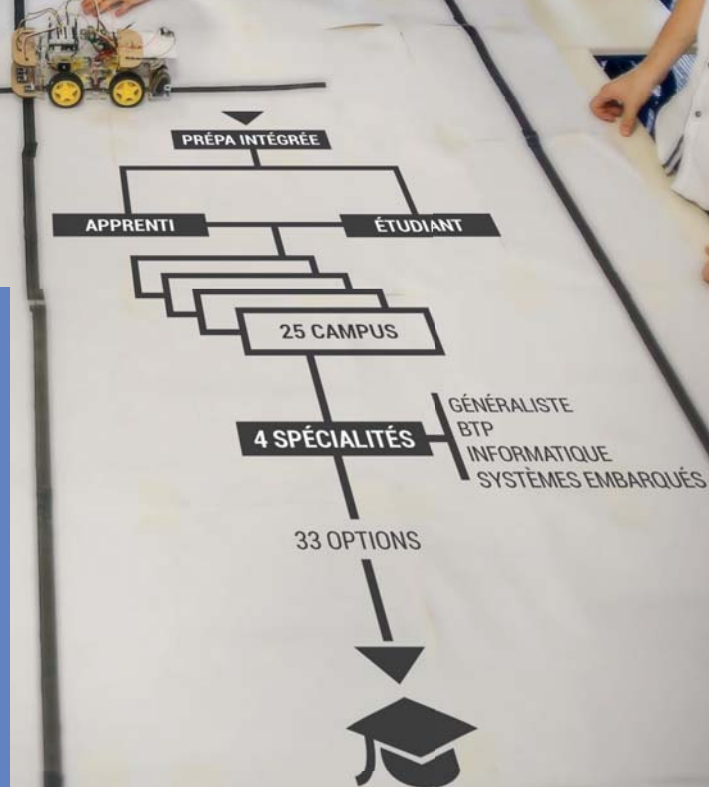 PRÉPA INTÉGRÉE
APPRENTI
ÉTUDIANT
25 CAMPUS
4 SPÉCIALITÉS
GÉNÉRALISTE
BTP
INFORMATIQUE
SYSTÈMES EMBARQUÉS
33 OPTIONS